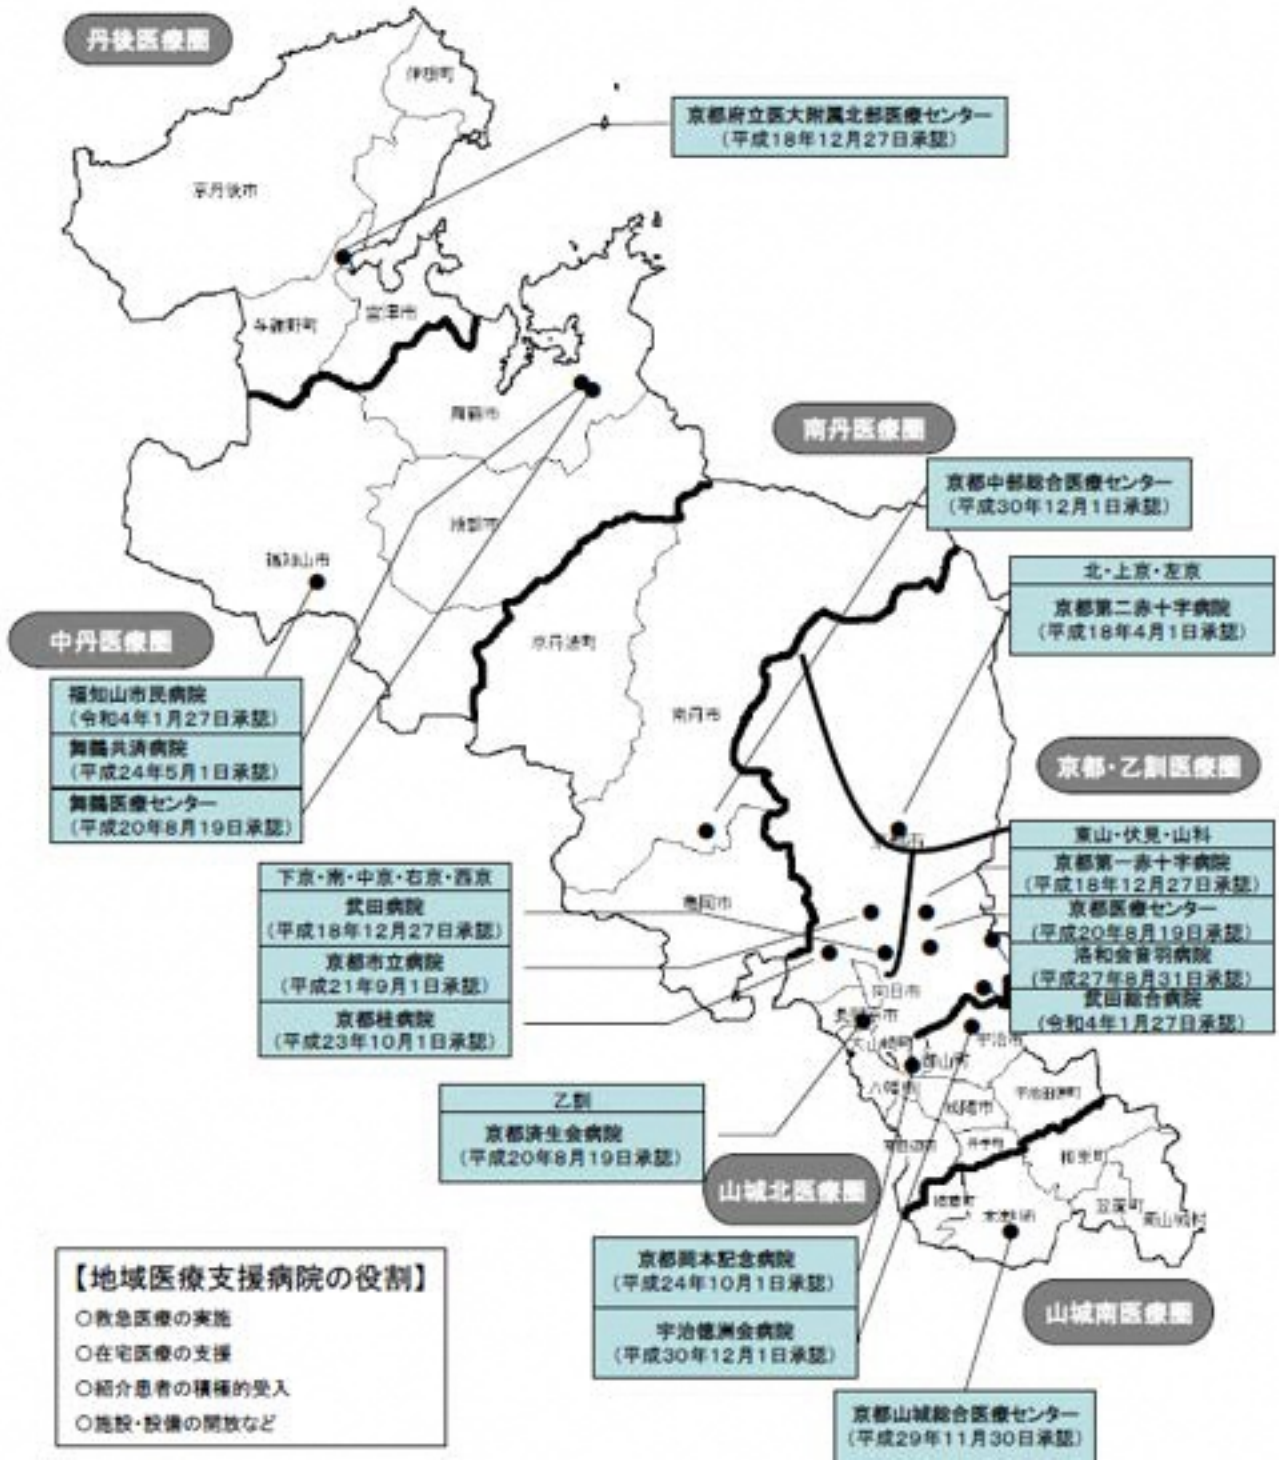 丹後医療圏
伊根町
京都府立医大附属北部医療センター
(平成18年12月27日承認)
京丹後市
与謝野町
宮津市
舞鶴市
南丹医療圏
京都中部総合医療センター
(平成30年12月1日承認)
綾部市
福知山市
北・上京・左京
京都第二赤十字病院
(平成18年4月1日承認)
中丹医療圏
京丹波町
福知山市民病院
(令和4年1月27日承認)
舞鶴共済病院
(平成24年5月1日承認)
舞鶴医療センター
(平成20年8月19日承認)
南丹市
京都・乙訓医療圏
東山・伏見・山科
京都第一赤十字病院
(平成18年12月27日承認)
京都医療センター
(平成20年8月19日承認)
洛和会音羽病院
(平成27年8月31日承認)
武田総合病院
(令和4年1月27日承認)
下京・南・中京・右京・西京
武田病院
(平成18年12月27日承認)
京都市立病院
(平成21年9月1日承認)
京都桂病院
(平成23年10月1日承認)
亀岡市
向日市
大山崎町
宇治市
八幡市
城陽市
宇治田原町
乙訓
京都済生会病院
(平成20年8月19日承認)
山城北医療圏
和束町
笠置町
南山城村
木津川市
京都岡本記念病院
(平成24年10月1日承認)
宇治徳洲会病院
(平成30年12月1日承認)
山城南医療圏
京都山城総合医療センター
(平成29年11月30日承認)
【地域医療支援病院の役割】
○救急医療の実施
○在宅医療の支援
○紹介患者の積極的受入
○施設・設備の開放など